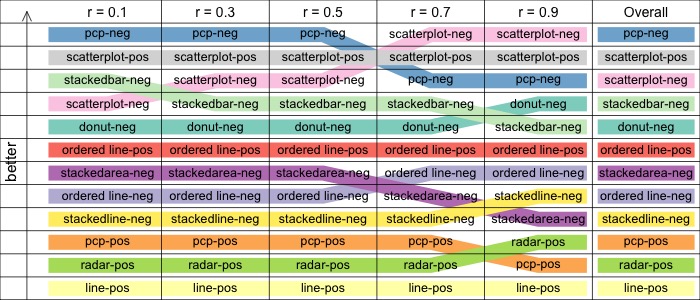 r = 0.1 r = 0.3 r = 0.5 r = 0.7 r = 0.9 Overall
pcp-neg pcp-neg pcp-neg scatterplot-neg scatterplot-neg pcp-neg
scatterplot-pos scatterplot-pos scatterplot-pos scatterplot-pos scatterplot-pos scatterplot-pos
stackedbar-neg scatterplot-neg scatterplot-neg pcp-neg pcp-neg scatterplot-neg
scatterplot-neg stackedbar-neg stackedbar-neg stackedbar-neg donut-neg stackedbar-neg
donut-neg donut-neg donut-neg donut-neg stackedbar-neg donut-neg
ordered line-pos ordered line-pos ordered line-pos ordered line-pos ordered line-pos ordered line-pos
stackedarea-neg stackedarea-neg stackedarea-neg ordered line-neg ordered line-neg stackedarea-neg
ordered line-neg ordered line-neg ordered line-neg stackedarea-neg stackedline-neg ordered line-neg
stackedline-neg stackedline-neg stackedline-neg stackedline-neg stackedarea-neg stackedline-neg
pcp-pos pcp-pos pcp-pos pcp-pos radar-pos pcp-pos
radar-pos radar-pos radar-pos radar-pos pcp-pos radar-pos
line-pos line-pos line-pos line-pos line-pos line-pos
better